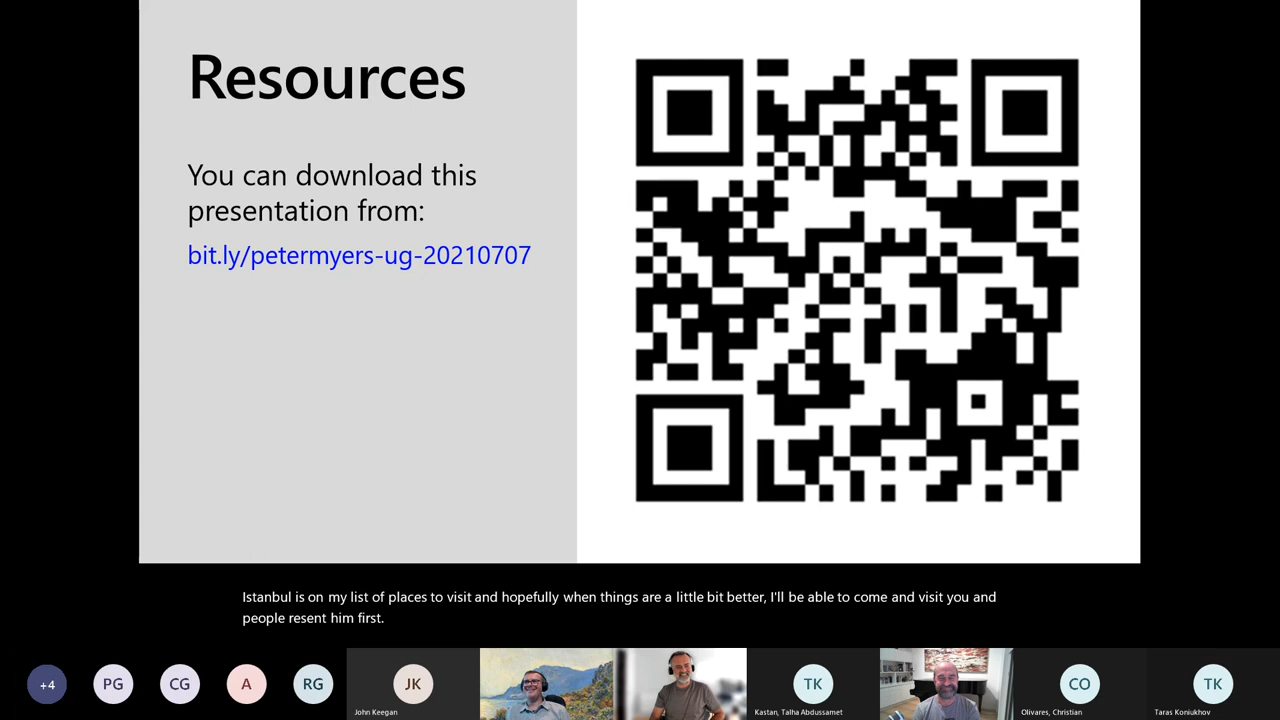 Resources
You can download this
presentation from:
bit.ly/petermyers-ug-20210707
Istanbul is on my list of places to visit and hopefully when things are a little bit better, I'll be able to come and visit you and
people resent him first.
+4
PG
CG
A
RG
JK
John Keegan
TK
Kastan, Talha Abdussamet
CO
Olivares, Christian
TK
Taras Koniukhov